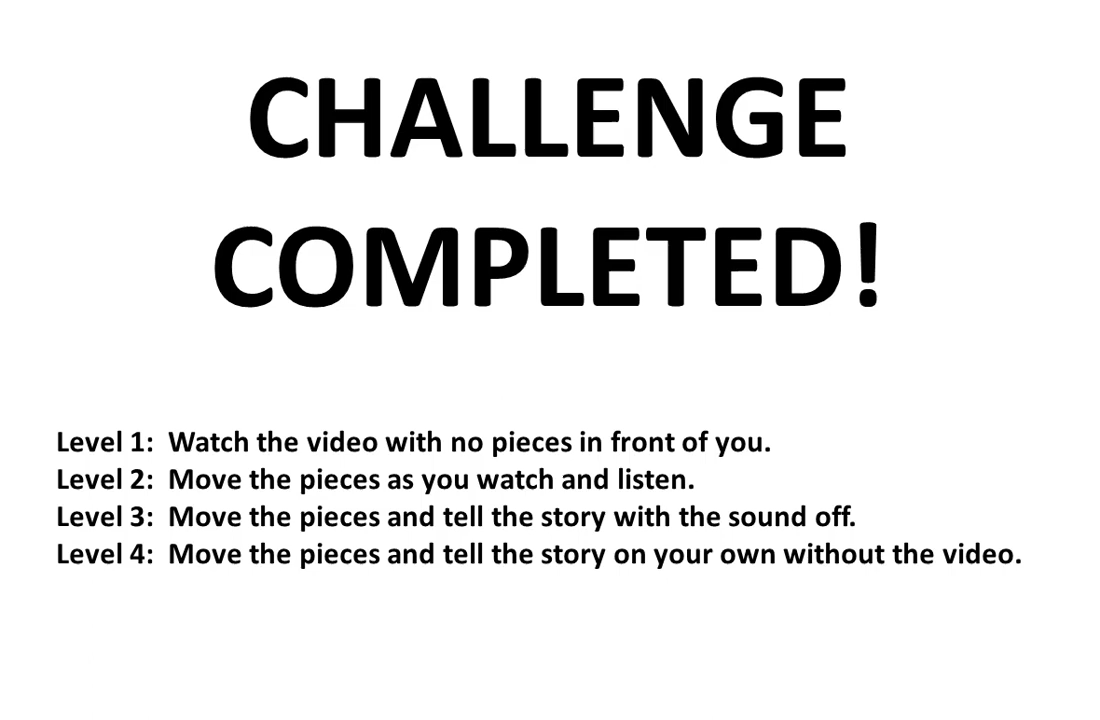 CHALLENGE
COMPLETED!
Level 1:  Watch the video with no pieces in front of you.
Level 2:  Move the pieces as you watch and listen.
Level 3:  Move the pieces and tell the story with the sound off.
Level 4:  Move the pieces and tell the story on your own without the video.